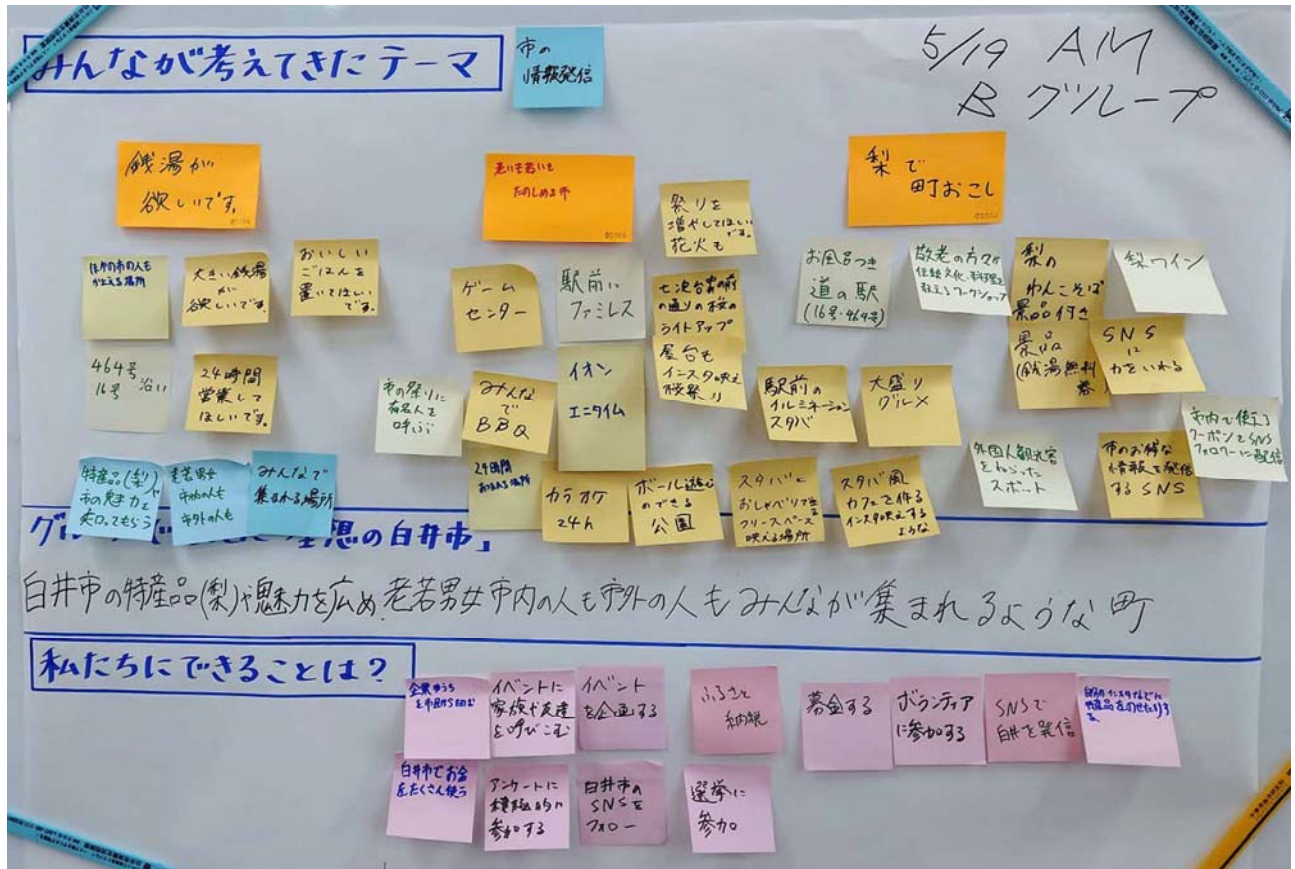 みんなが考えてきたテーマ
市の
情報発信
5/19 AM
B グループ
銭湯が
欲しいです。
老いも若いも
たのしめる市
梨で
町おこし
祭りを
増やしてほしい
です。
花火も
ほかの市の人も
大きい銭湯
が
欲しいです。
おいしい
ごはんを
置いてほしい
です。
ゲーム
センター
駅前に
ファミレス
七次台
の前
の通りの桜の
ライトアップ
お風呂つき
道の駅
(16号・464号)
敬老の方々が
伝統文化・料理を
教えるワークショップ
梨の
わんこそば
景品付き
景品
(銭湯無料
券)
梨ワイン
464号
16号 沿い
24時間
営業して
ほしいです。
市の祭りに
有名人を
呼ぶ
みんな
で
BBQ
イオン
エニタイム
屋台も
インスタ映え
桜祭り
駅前の
イルミネーション
スタバ
大盛り
グルメ
SNS
に
力をいれる
外国人観光客
をねらった
スポット
市のお得な
情報を発信
するSNS
市内で使える
クーポンをSNS
フォロワーに配信
特産品(梨)や
市の魅力を
知ってもらう
老若男女
市内の人も
市外の人も
みんなで
集まれる場所
24時間
カラオケ
24h
ボール遊び
のできる
公園
スタバと
おしゃべりできる
フリースペース
映える場所
スタバ風
カフェを作る
インスタ映えする
ような
理想の白井市」
白井市の特産品(梨)や魅力を広め、老若男女市内の人も市外の人もみんなが集まれるような町
私たちにできることは?
イベントに
家族や友達
を呼びこむ
イベント
を企画する
ふるさと
納税
募金する
ボランティア
に参加する
SNSで
白井を発信
白井市でお金
をたくさん使う
アンケートに
積極的に
参加する
白井市の
SNSを
フォロー
選挙に
参加